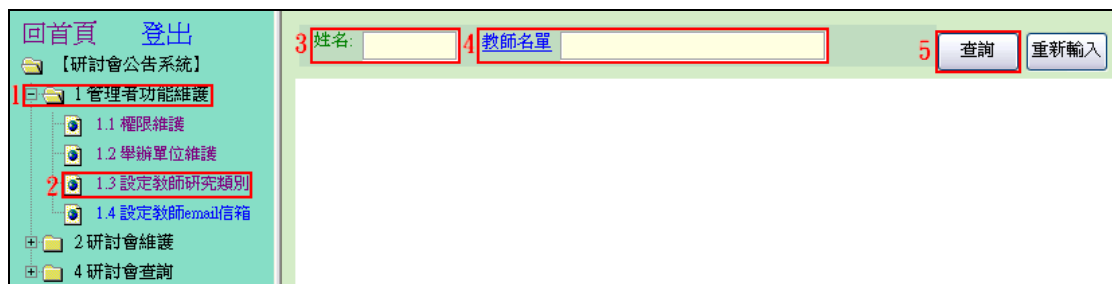 回首頁 登出
【研討會公告系統】
1 1 管理者功能維護
1.1 權限維護
1.2 舉辦單位維護
2 1.3 設定教師研究類別
1.4 設定教師email信箱
2 研討會維護
4 研討會查詢
3 姓名: 4 教師名單 5 查詢 重新輸入